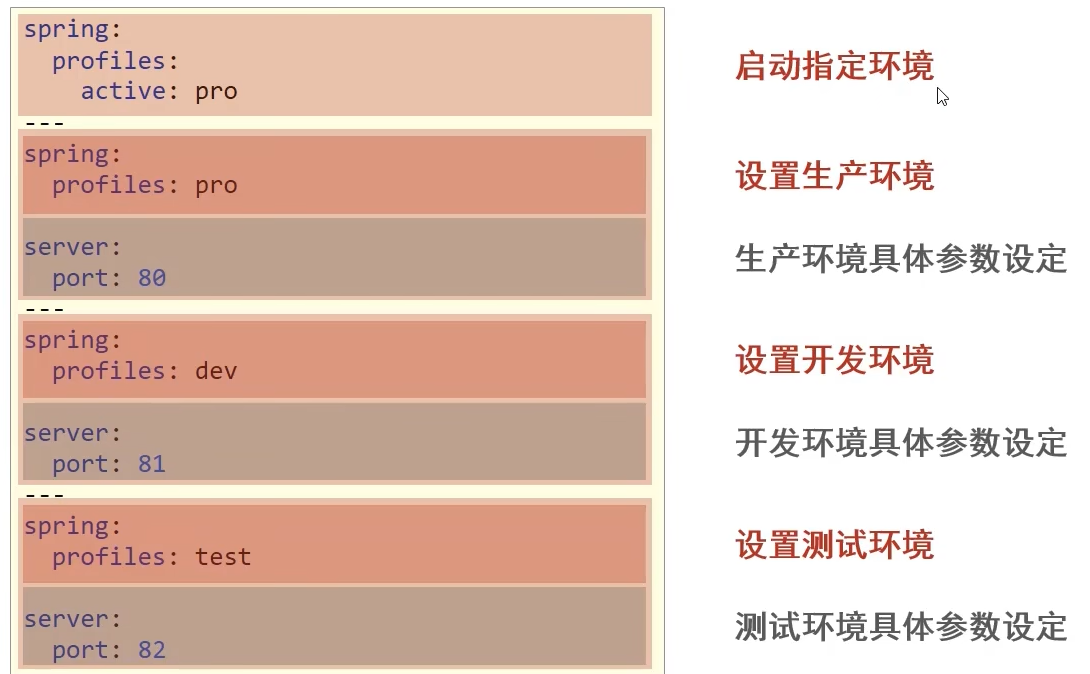 spring:
  profiles:
    active: pro
启动指定环境
---
spring:
  profiles: pro
设置生产环境
server:
  port: 80
生产环境具体参数设定
---
spring:
  profiles: dev
设置开发环境
server:
  port: 81
开发环境具体参数设定
---
spring:
  profiles: test
设置测试环境
server:
  port: 82
测试环境具体参数设定